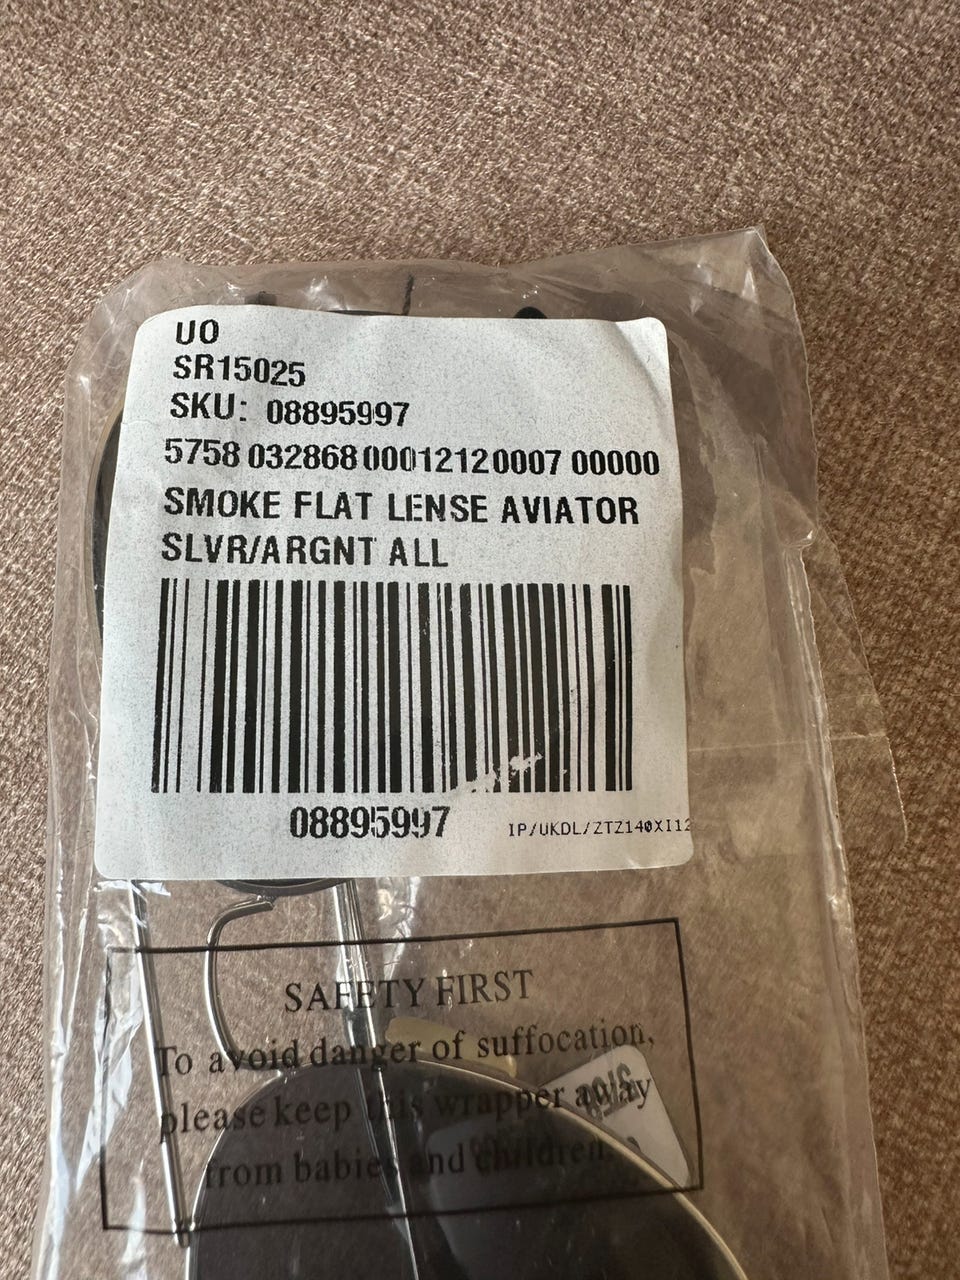 UO
SR15025
SKU: 08895997
5758 032868 00012120007 00000
SMOKE FLAT LENSE AVIATOR
SLVR/ARGNT ALL
08895997
IP/UKDL/ZTZ140XI12
SAFETY FIRST
To avoid danger of suffocation,
please keep this wrapper away
from babies and children.